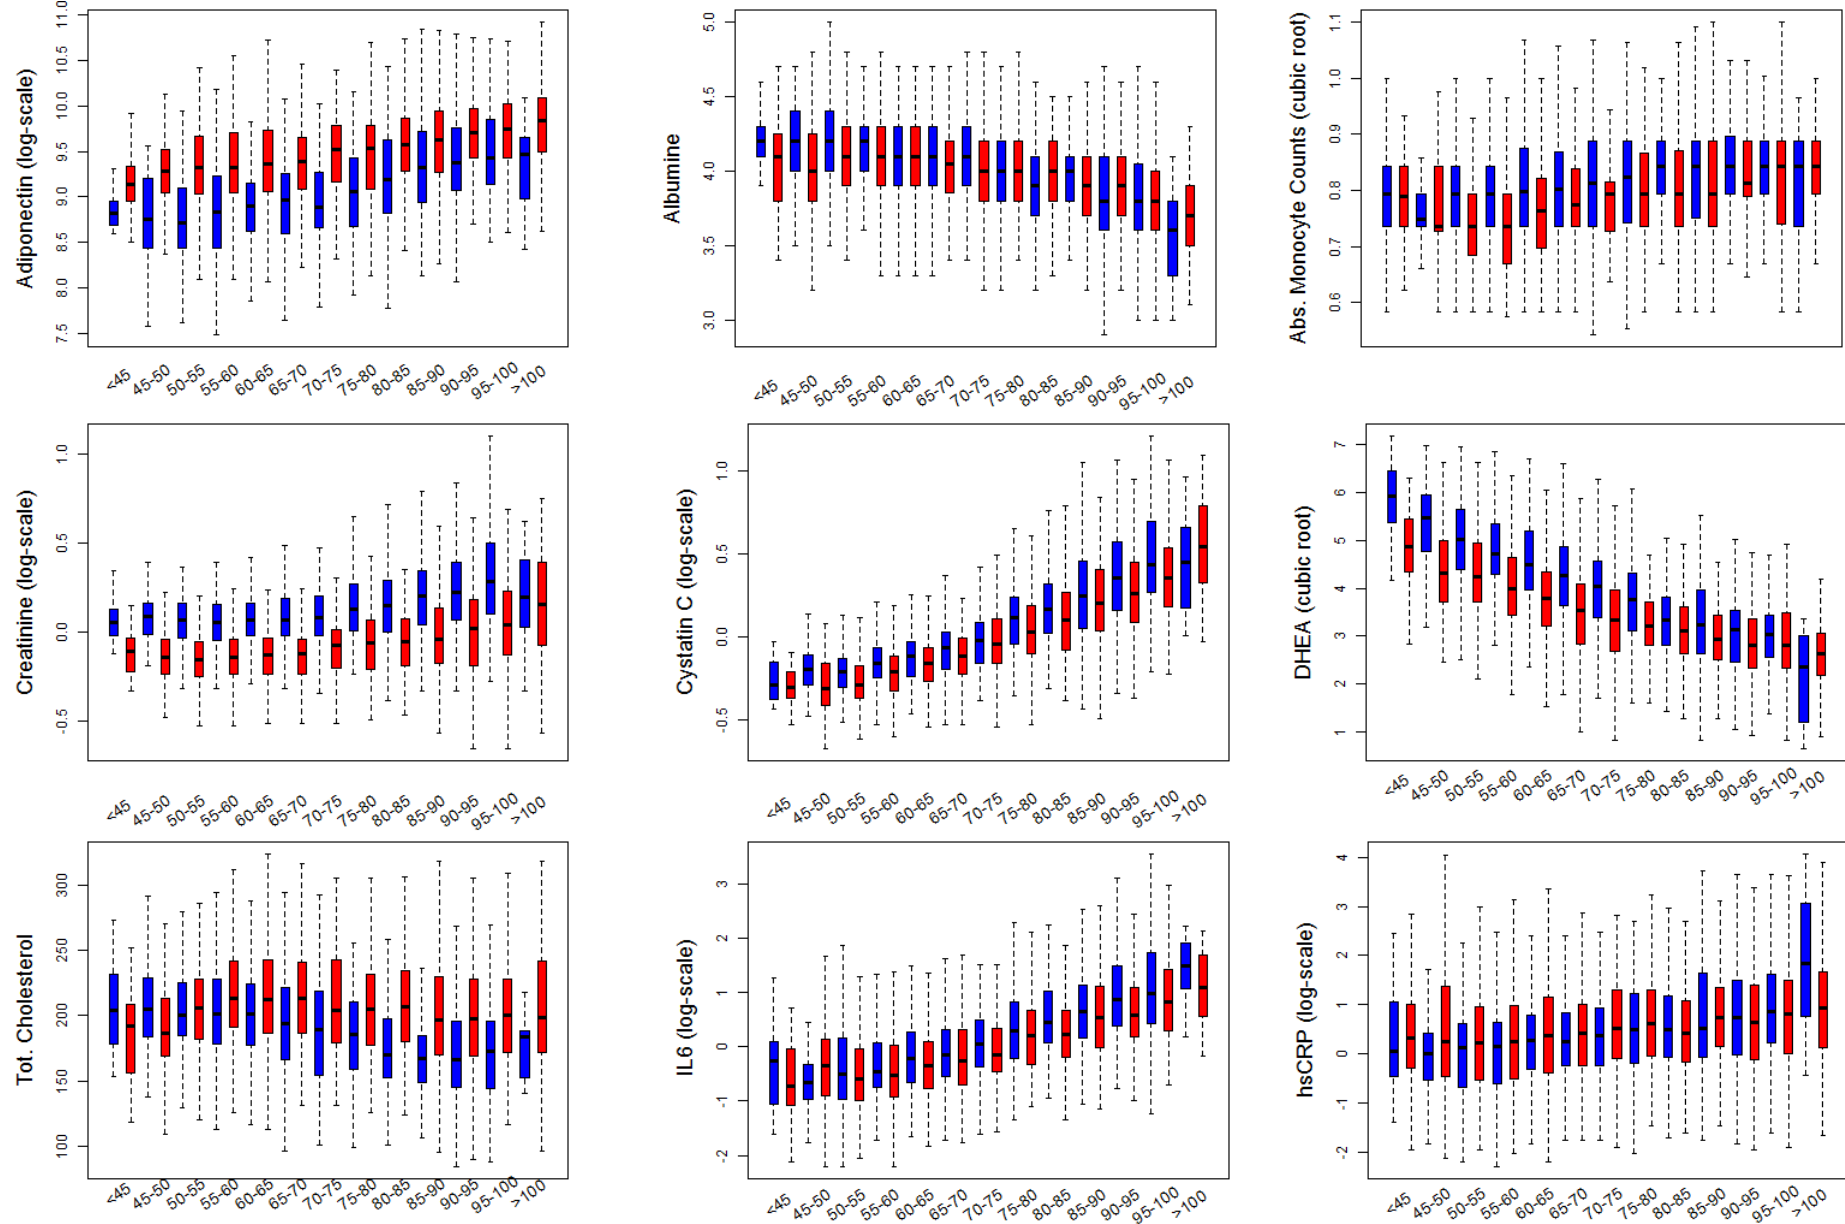 Adiponectin (log-scale)
7.5 8.0 8.5 9.0 9.5 10.0 10.5 11.0
<45 45-50 50-55 55-60 60-65 65-70 70-75 75-80 80-85 85-90 90-95 95-100 >100
Albumine
3.0 3.5 4.0 4.5 5.0
<45 45-50 50-55 55-60 60-65 65-70 70-75 75-80 80-85 85-90 90-95 95-100 >100
Abs. Monocyte Counts (cubic root)
0.6 0.7 0.8 0.9 1.0 1.1
Creatinine (log-scale)
-0.5 0.0 0.5 1.0
<45 45-50 50-55 55-60 60-65 65-70 70-75 75-80 80-85 85-90 90-95 95-100 >100
Cystatin C (log-scale)
-0.5 0.0 0.5 1.0
<45 45-50 50-55 55-60 60-65 65-70 70-75 75-80 80-85 85-90 90-95 95-100 >100
DHEA (cubic root)
1 2 3 4 5 6 7
<45 45-50 50-55 55-60 60-65 65-70 70-75 75-80 80-85 85-90 90-95 95-100 >100
Tot. Cholesterol
100 150 200 250 300
<45 45-50 50-55 55-60 60-65 65-70 70-75 75-80 80-85 85-90 90-95 95-100 >100
IL6 (log-scale)
-2 -1 0 1 2 3
<45 45-50 50-55 55-60 60-65 65-70 70-75 75-80 80-85 85-90 90-95 95-100 >100
hsCRP (log-scale)
-2 -1 0 1 2 3 4
<45 45-50 50-55 55-60 60-65 65-70 70-75 75-80 80-85 85-90 90-95 95-100 >100